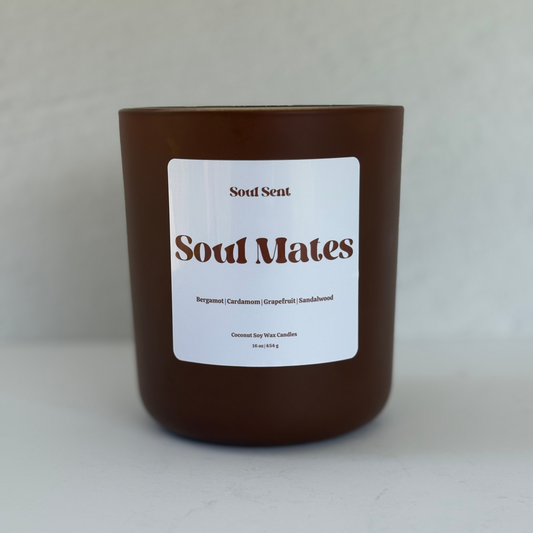 Soul Sent
Soul Mates
Bergamot|Cardamom|Grapefruit|Sandalwood
Coconut Soy Wax Candles
16 oz|454 g